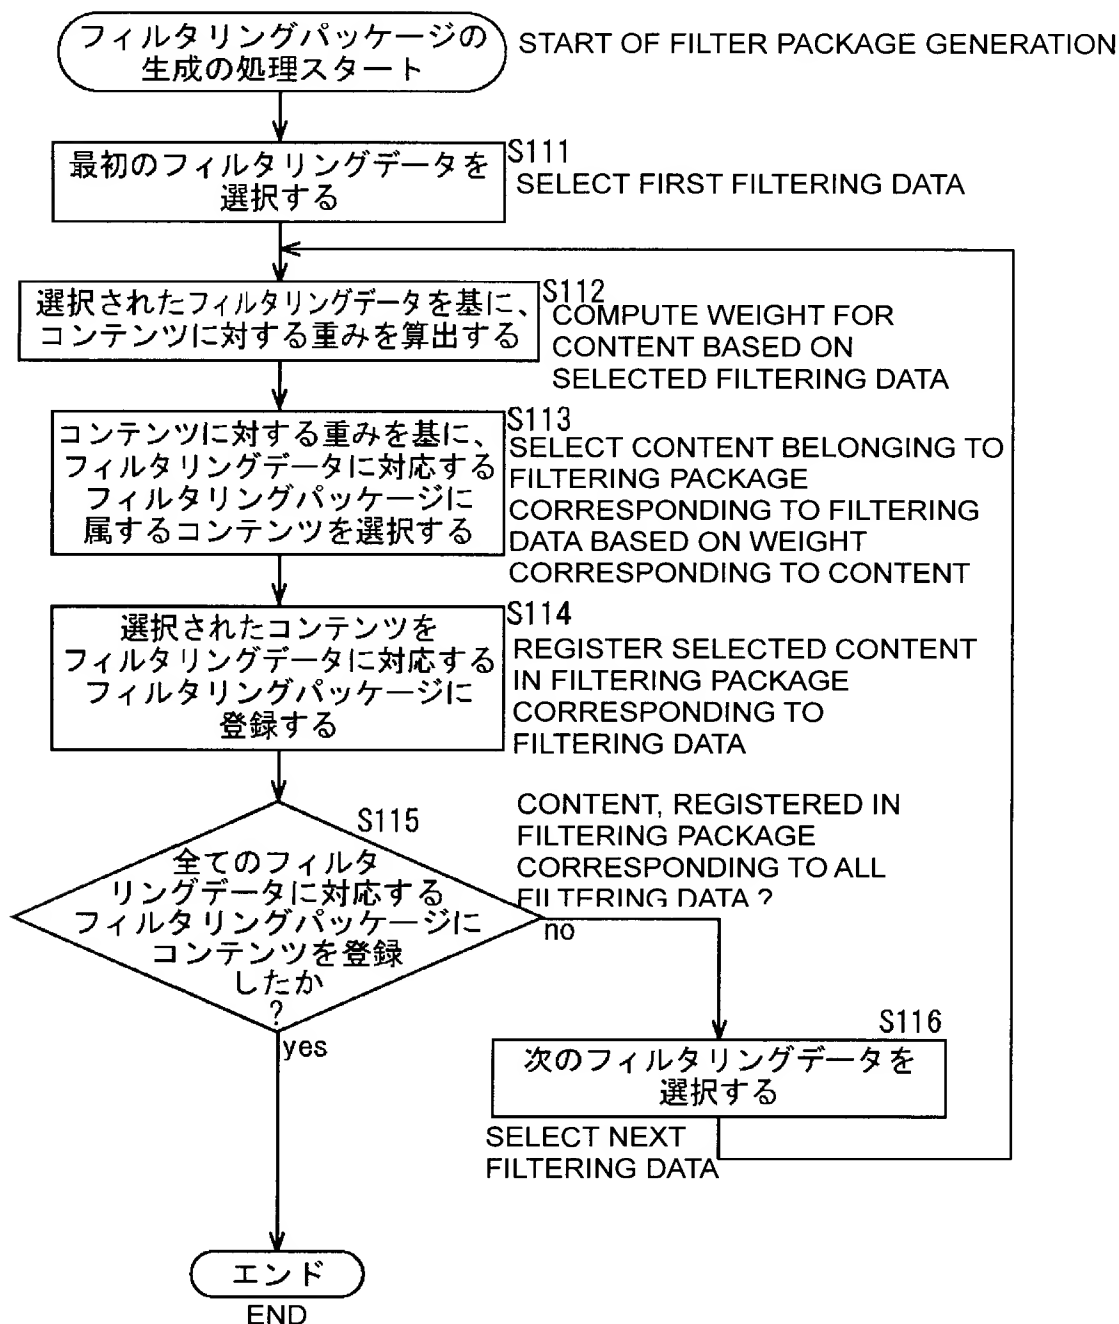 フィルタリングパッケージの
生成の処理スタート
START OF FILTER PACKAGE GENERATION
S111
最初のフィルタリングデータを
選択する
SELECT FIRST FILTERING DATA
S112
選択されたフィルタリングデータを基に、
コンテンツに対する重みを算出する
COMPUTE WEIGHT FOR
CONTENT BASED ON
SELECTED FILTERING DATA
S113
コンテンツに対する重みを基に、
フィルタリングデータに対応する
フィルタリングパッケージに
属するコンテンツを選択する
SELECT CONTENT BELONGING TO
FILTERING PACKAGE
CORRESPONDING TO FILTERING
DATA BASED ON WEIGHT
CORRESPONDING TO CONTENT
S114
選択されたコンテンツを
フィルタリングデータに対応する
フィルタリングパッケージに
登録する
REGISTER SELECTED CONTENT
IN FILTERING PACKAGE
CORRESPONDING TO
FILTERING DATA
S115
全てのフィルタ
リングデータに対応する
フィルタリングパッケージに
コンテンツを登録
したか
?
CONTENT, REGISTERED IN
FILTERING PACKAGE
CORRESPONDING TO ALL
FILTERING DATA ?
no
yes
S116
次のフィルタリングデータを
選択する
SELECT NEXT
FILTERING DATA
エンド
END